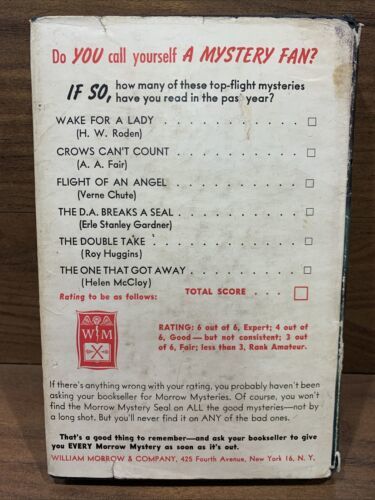 Do YOU call yourself A MYSTERY FAN?
IF SO, how many of these top-flight mysteries
have you read in the pas year?
WAKE FOR A LADY . . . . . . . . . . . □
(H. W. Roden)
CROWS CAN'T COUNT . . . . . . . . . . □
(A. A. Fair)
FLIGHT OF AN ANGEL . . . . . . . . . . □
(Verne Chute)
THE D.A. BREAKS A SEAL . . . . . . . . . □
(Erle Stanley Gardner)
THE DOUBLE TAKE . . . . . . . . . . . □
(Roy Huggins)
THE ONE THAT GOT AWAY . . . . . . . . □
(Helen McCloy)
TOTAL SCORE . . . □
Rating to be as follows:
W M
RATING: 6 out of 6, Expert; 4 out of
6, Good—but not consistent; 3 out
of 6, Fair; less than 3, Rank Amateur.
If there's anything wrong with your rating, you probably haven't been
asking your bookseller for Morrow Mysteries. Of course, you won't
find the Morrow Mystery Seal on ALL the good mysteries—not by
a long shot. But you'll never find it on ANY of the bad ones.
That's a good thing to remember—and ask your bookseller to give
you EVERY Morrow Mystery as soon as it's out.
WILLIAM MORROW & COMPANY, 425 Fourth Avenue, New York 16, N. Y.